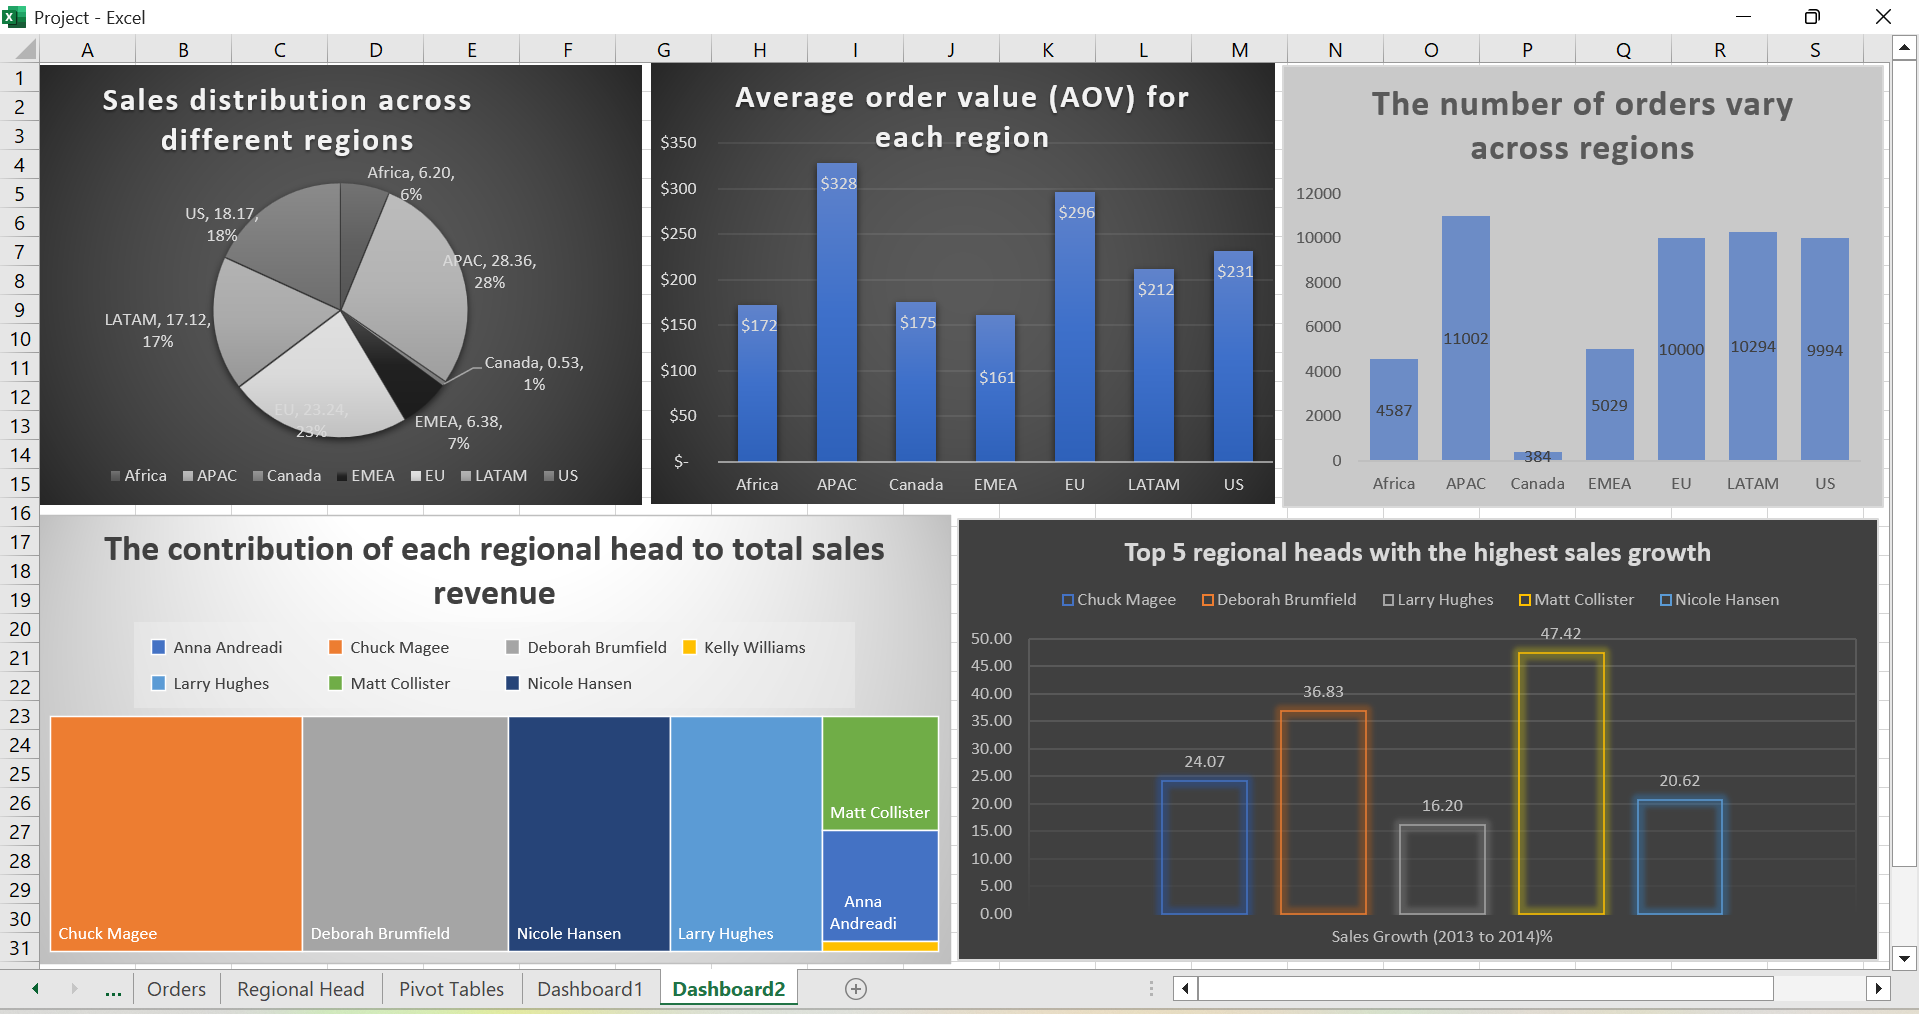 Project - Excel
A B C D E F G H I J K L M N O P Q R S
1
2
3
4
5
6
7
8
9
10
11
12
13
14
15
16
17
18
19
20
21
22
23
24
25
26
27
28
29
30
31
Sales distribution across
different regions
Africa, 6.20,
6%
US, 18.17,
18%
APAC, 28.36,
28%
LATAM, 17.12,
17%
Canada, 0.53,
1%
EU, 23.24,
23%
EMEA, 6.38,
7%
Africa APAC Canada EMEA EU LATAM US
Average order value (AOV) for
each region
$350
$300
$250
$200
$150
$100
$50
$-
$172
$328
$175
$161
$296
$212
$231
Africa APAC Canada EMEA EU LATAM US
The number of orders vary
across regions
12000
10000
8000
6000
4000
2000
0
4587
11002
384
5029
10000
10294
9994
Africa APAC Canada EMEA EU LATAM US
The contribution of each regional head to total sales
revenue
Anna Andreadi Chuck Magee Deborah Brumfield Kelly Williams
Larry Hughes Matt Collister Nicole Hansen
Chuck Magee
Deborah Brumfield
Nicole Hansen
Larry Hughes
Matt Collister
Anna
Andreadi
Top 5 regional heads with the highest sales growth
Chuck Magee Deborah Brumfield Larry Hughes Matt Collister Nicole Hansen
50.00
45.00
40.00
35.00
30.00
25.00
20.00
15.00
10.00
5.00
0.00
24.07
36.83
16.20
47.42
20.62
Sales Growth (2013 to 2014)%
... Orders Regional Head Pivot Tables Dashboard1 Dashboard2